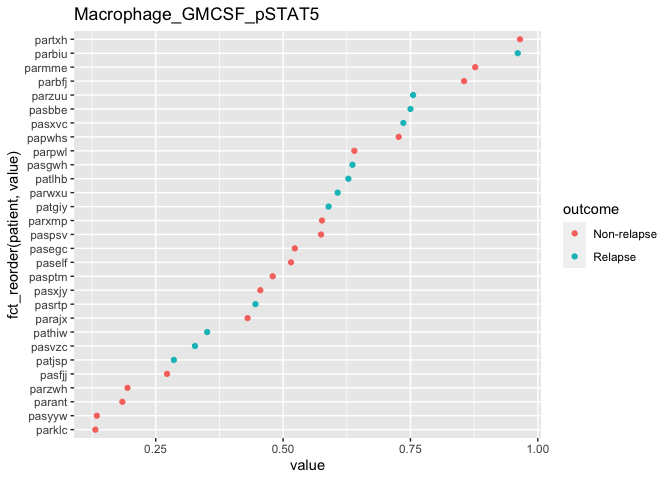 Macrophage_GMCSF_pSTAT5
fct_reorder(patient, value)
partxh
parbiu
parmme
parbfj
parzuu
pasbbe
pasxvc
papwhs
parpwl
pasgwh
patlhb
parwxu
patgiy
parxmp
paspsv
pasegc
paself
pasptm
pasxjy
pasrtp
parajx
pathiw
pasvzc
patjsp
pasfjj
parzwh
parant
pasyyw
parklc
0.25 0.50 0.75 1.00
value
outcome
Non-relapse
Relapse